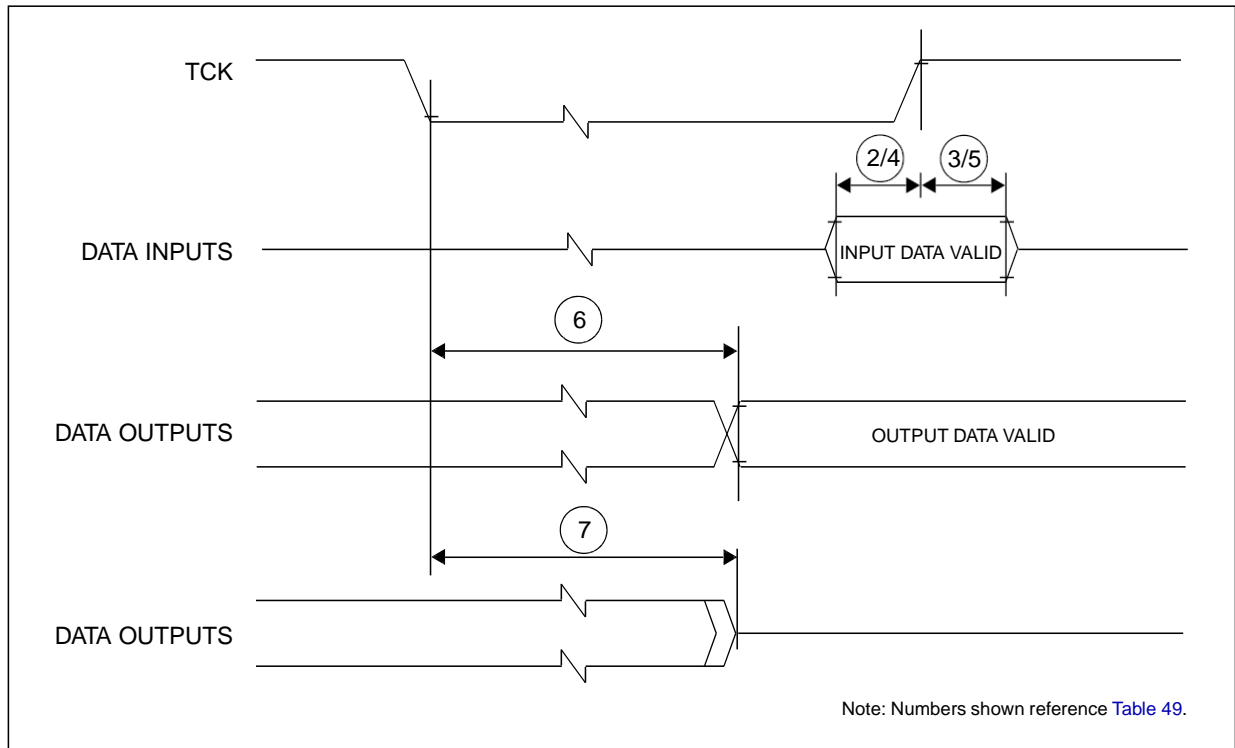 TCK
2/4
3/5
DATA INPUTS
INPUT DATA VALID
6
DATA OUTPUTS
OUTPUT DATA VALID
7
DATA OUTPUTS
Note: Numbers shown reference Table 49.